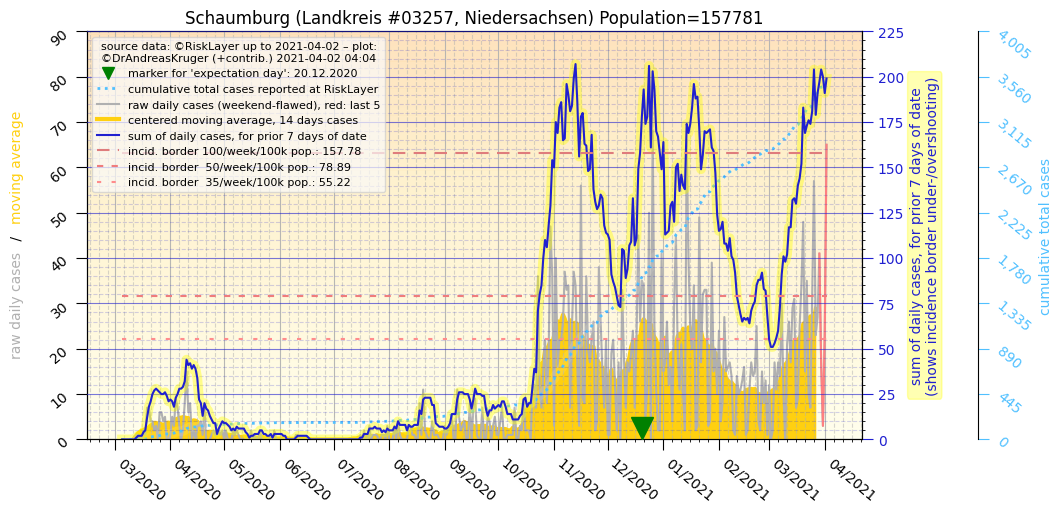 Schaumburg (Landkreis #03257, Niedersachsen) Population=157781
source data: ©RiskLayer up to 2021-04-02 – plot:
©DrAndreasKruger (+contrib.) 2021-04-02 04:04
marker for 'expectation day': 20.12.2020
cumulative total cases reported at RiskLayer
raw daily cases (weekend-flawed), red: last 5
centered moving average, 14 days cases
sum of daily cases, for prior 7 days of date
incid. border 100/week/100k pop.: 157.78
incid. border  50/week/100k pop.: 78.89
incid. border  35/week/100k pop.: 55.22
raw daily cases / moving average
90
80
70
60
50
40
30
20
10
0
03/2020
04/2020
05/2020
06/2020
07/2020
08/2020
09/2020
10/2020
11/2020
12/2020
01/2021
02/2021
03/2021
04/2021
225
200
175
150
125
100
75
50
25
0
sum of daily cases, for prior 7 days of date
(shows incidence border under-/overshooting)
4,005
3,560
3,115
2,670
2,225
1,780
1,335
890
445
0
cumulative total cases